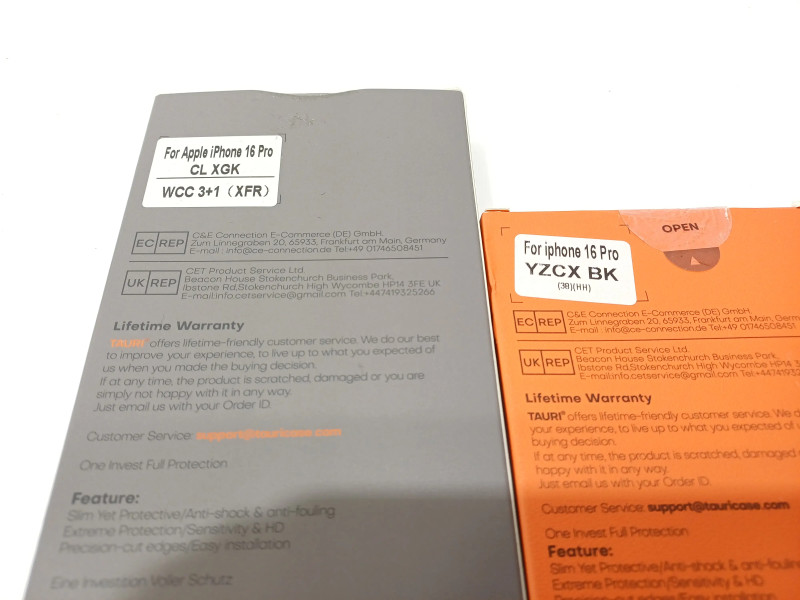 For Apple iPhone 16 Pro
CL XGK
WCC 3+1 (XFR)
EC REP
C&E Connection E-Commerce (DE) GmbH.
Zum Linnegraben 20, 65933, Frankfurt am Main, Germany
E-mail : info@ce-connection.de Tel:+49 01746508451
UK REP
CET Product Service Ltd.
Beacon House Stokenchurch Business Park,
Ibstone Rd,Stokenchurch High Wycombe HP14 3FE UK
E-mail:info.cetservice@gmail.com Tel:+447419325266
Lifetime Warranty
TAURI offers lifetime-friendly customer service. We do our best
to improve your experience, to live up to what you expected of
us when you made the buying decision.
If at any time, the product is scratched, damaged or you are
simply not happy with it in any way.
Just email us with your Order ID.
Customer Service: support@tauricase.com
One Invest Full Protection
Feature:
Slim Yet Protective/Anti-shock & anti-fouling
Extreme Protection/Sensitivity & HD
Precision-cut edges/Easy installation
Eine Investition Voller Schutz
OPEN
For iphone 16 Pro
YZCX BK
(3B)(HH)
EC REP
C&E Connection E-Commerce (DE) GmbH.
Zum Linnegraben 20, 65933, Frankfurt am Main,
E-mail : info@ce-connection.de Tel:+49 01746508451
UK REP
CET Product Service Ltd.
Beacon House Stokenchurch Business Park,
Ibstone Rd,Stokenchurch High Wycombe HP14
E-mail:info.cetservice@gmail.com
Lifetime Warranty
TAURI® offers lifetime-friendly customer service. We
your experience, to live up to what you expected of
buying decision.
If at any time, the product is scratched, damaged
happy with it in any way.
Just email us with your Order ID.
Customer Service: support@tauricase.com
One Invest Full Protection
Feature:
Slim Yet Protective/Anti-shock & anti-fouling
Extreme Protection/Sensitivity & HD
Precision-cut edges/Easy installation